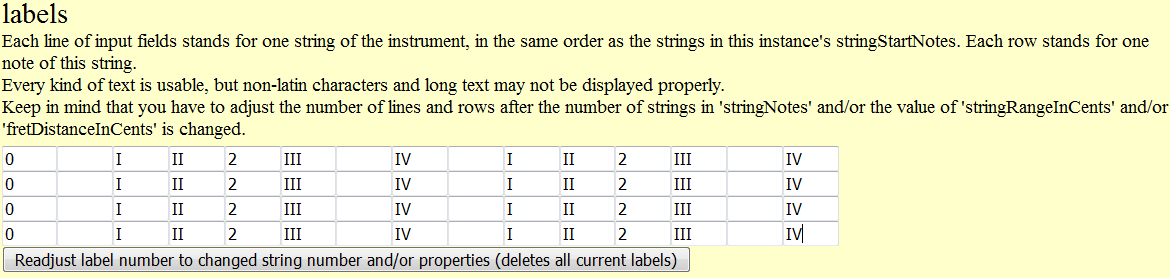 labels
Each line of input fields stands for one string of the instrument, in the same order as the strings in this instance's stringStartNotes. Each row stands for one
note of this string.
Every kind of text is usable, but non-latin characters and long text may not be displayed properly.
Keep in mind that you have to adjust the number of lines and rows after the number of strings in 'stringNotes' and/or the value of 'stringRangeInCents' and/or
'fretDistanceInCents' is changed.
0 I II 2 III IV I II 2 III IV
0 I II 2 III IV I II 2 III IV
0 I II 2 III IV I II 2 III IV
0 I II 2 III IV I II 2 III IV
Readjust label number to changed string number and/or properties (deletes all current labels)